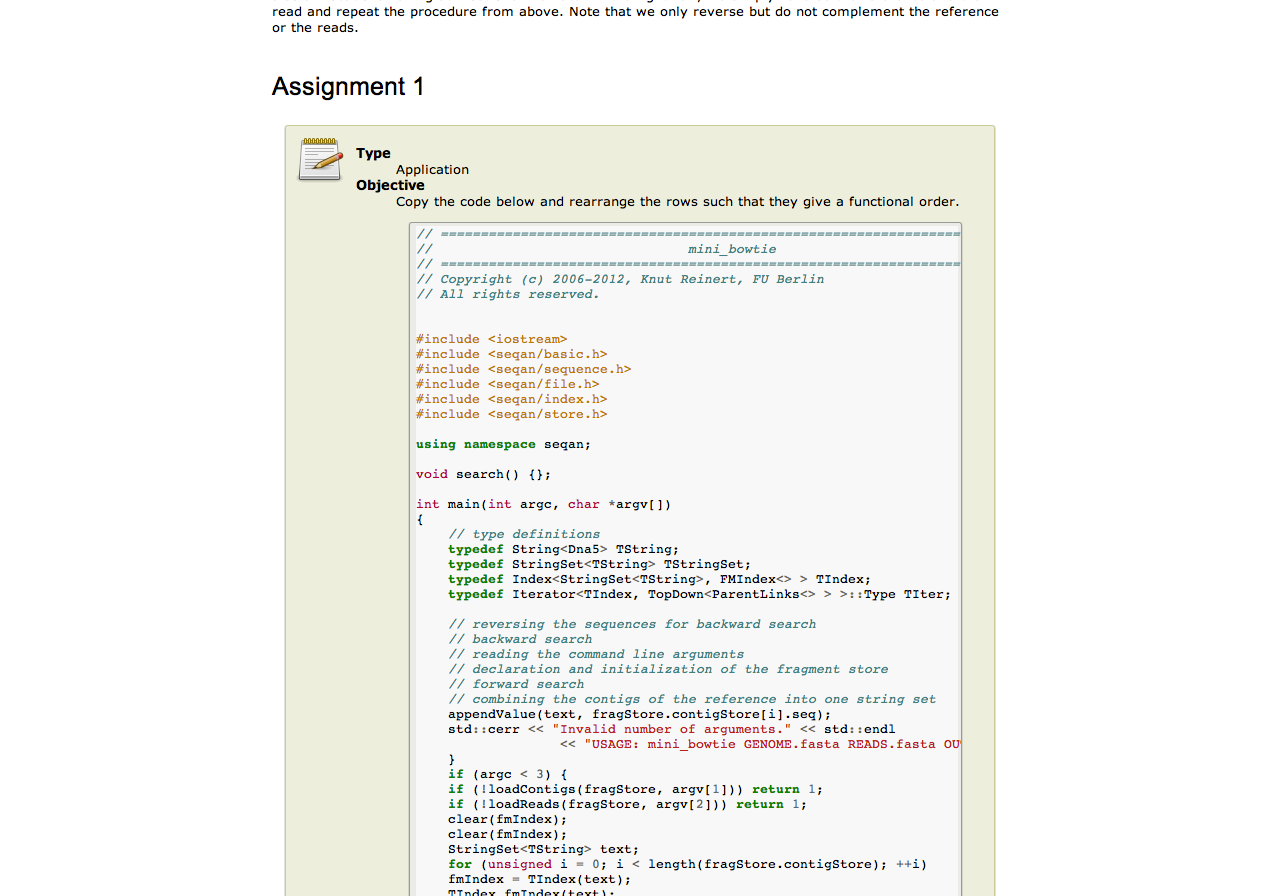 read and repeat the procedure from above. Note that we only reverse but do not complement the reference
or the reads.
Assignment 1
Type
Application
Objective
Copy the code below and rearrange the rows such that they give a functional order.
// =================================================================
// mini_bowtie
// =================================================================
// Copyright (c) 2006-2012, Knut Reinert, FU Berlin
// All rights reserved.
#include <iostream>
#include <seqan/basic.h>
#include <seqan/sequence.h>
#include <seqan/file.h>
#include <seqan/index.h>
#include <seqan/store.h>
using namespace seqan;
void search() {};
int main(int argc, char *argv[])
{
// type definitions
typedef String<Dna5> TString;
typedef StringSet<TString> TStringSet;
typedef Index<StringSet<TString>, FMIndex<> > TIndex;
typedef Iterator<TIndex, TopDown<ParentLinks<> > >::Type TIter;
// reversing the sequences for backward search
// backward search
// reading the command line arguments
// declaration and initialization of the fragment store
// forward search
// combining the contigs of the reference into one string set
appendValue(text, fragStore.contigStore[i].seq);
std::cerr << "Invalid number of arguments." << std::endl
<< "USAGE: mini_bowtie GENOME.fasta READS.fasta OU
}
if (argc < 3) {
if (!loadContigs(fragStore, argv[1])) return 1;
if (!loadReads(fragStore, argv[2])) return 1;
clear(fmIndex);
clear(fmIndex);
StringSet<TString> text;
for (unsigned i = 0; i < length(fragStore.contigStore); ++i)
fmIndex = TIndex(text);
TIndex fmIndex(text);